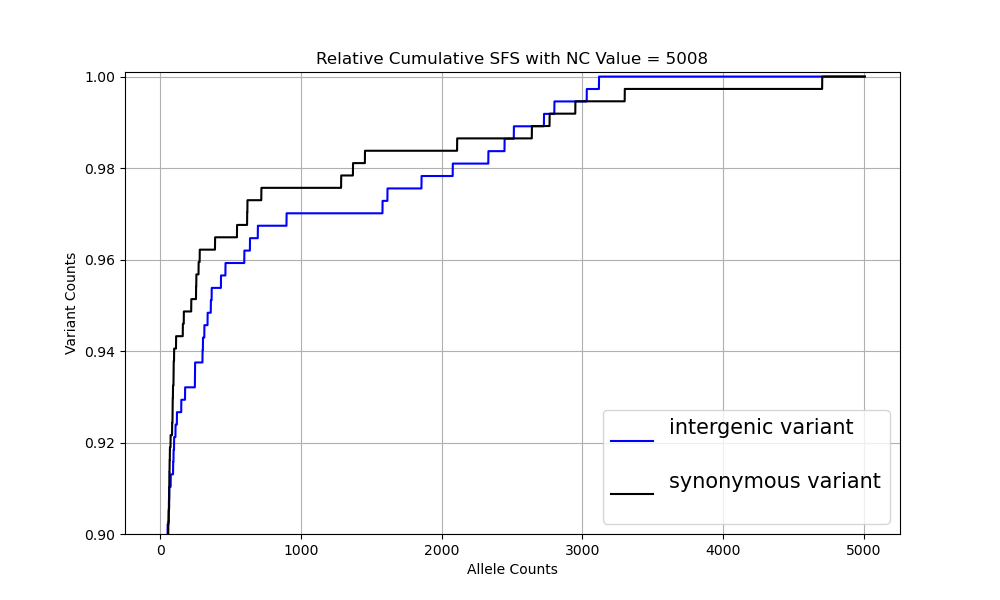 Relative Cumulative SFS with NC Value = 5008
1.00
0.98
0.96
0.94
0.92
0.90
Variant Counts
intergenic variant
synonymous variant
0
1000
2000
3000
4000
5000
Allele Counts